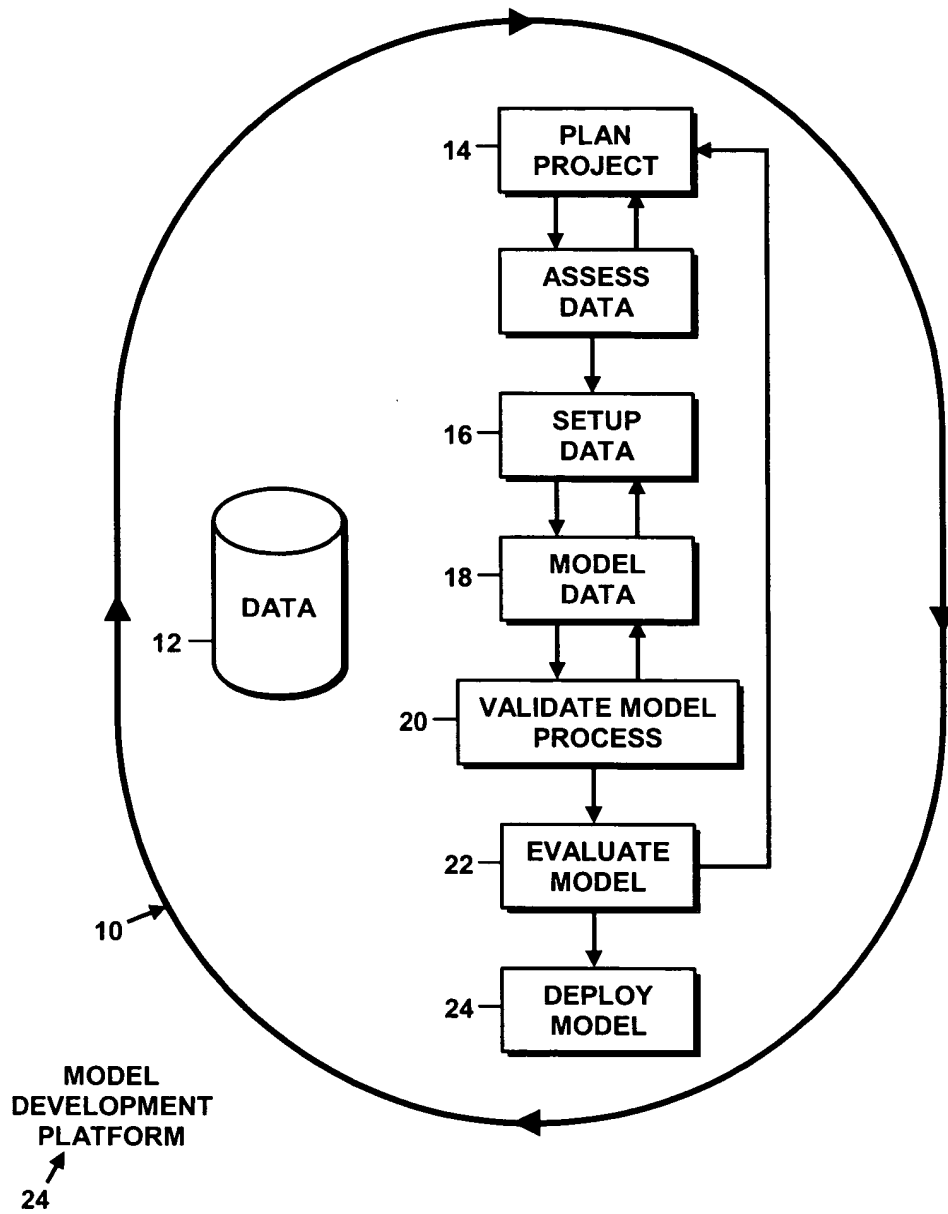 14
PLAN
PROJECT
ASSESS
DATA
16
SETUP
DATA
18
MODEL
DATA
DATA
12
20
VALIDATE MODEL
PROCESS
22
EVALUATE
MODEL
10
24
DEPLOY
MODEL
MODEL
DEVELOPMENT
PLATFORM
24